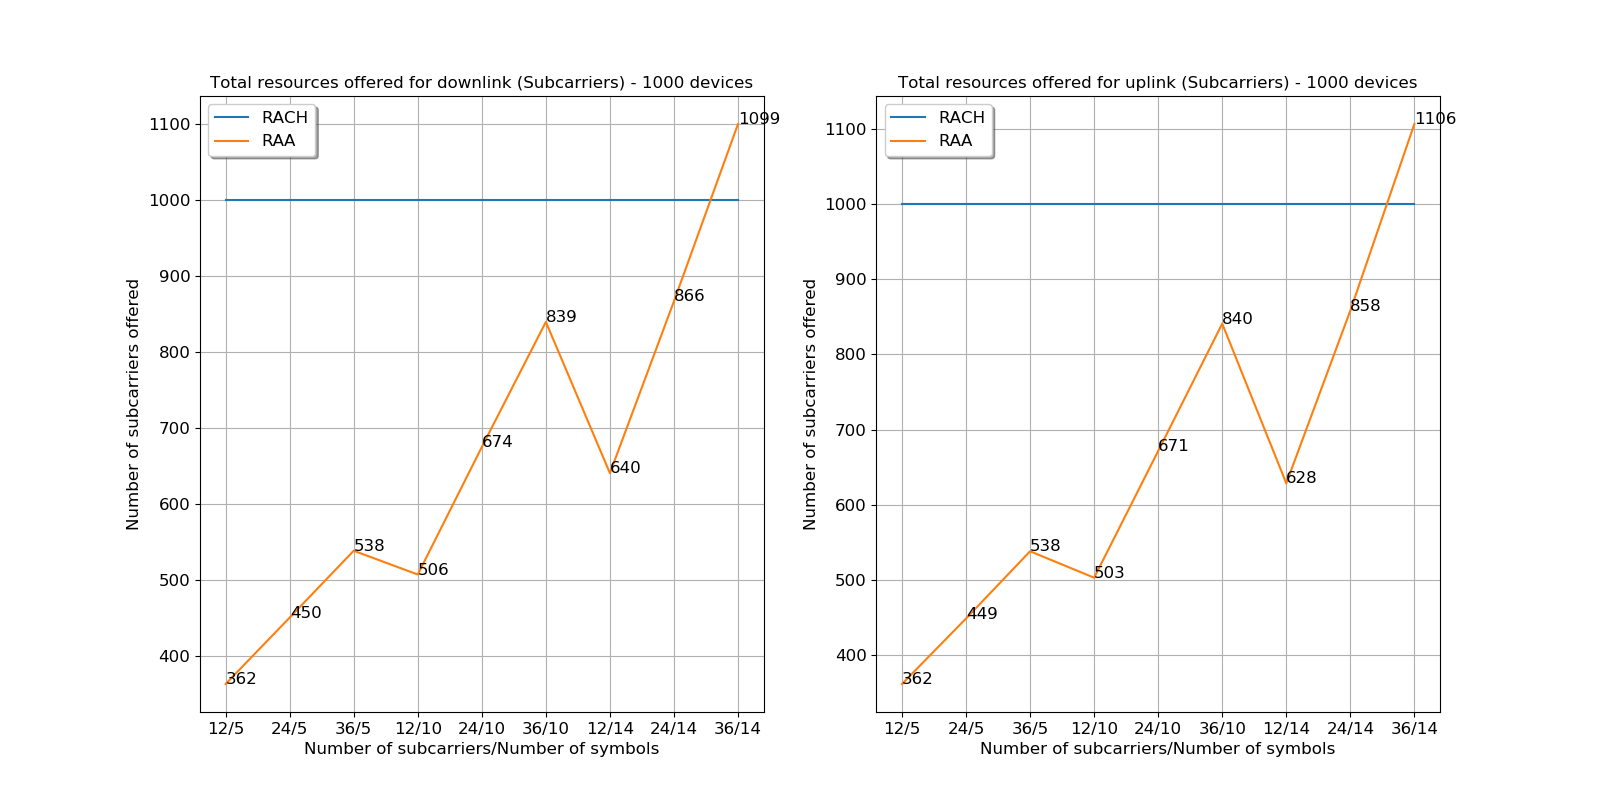 Total resources offered for downlink (Subcarriers) - 1000 devices
RACH
RAA
1100
1000
900
800
700
600
500
400
Number of subcarriers offered
362
450
538
506
674
839
640
866
1099
12/5 24/5 36/5 12/10 24/10 36/10 12/14 24/14 36/14
Number of subcarriers/Number of symbols
Total resources offered for uplink (Subcarriers) - 1000 devices
RACH
RAA
1100
1000
900
800
700
600
500
400
Number of subcarriers offered
362
449
538
503
671
840
628
858
1106
12/5 24/5 36/5 12/10 24/10 36/10 12/14 24/14 36/14
Number of subcarriers/Number of symbols